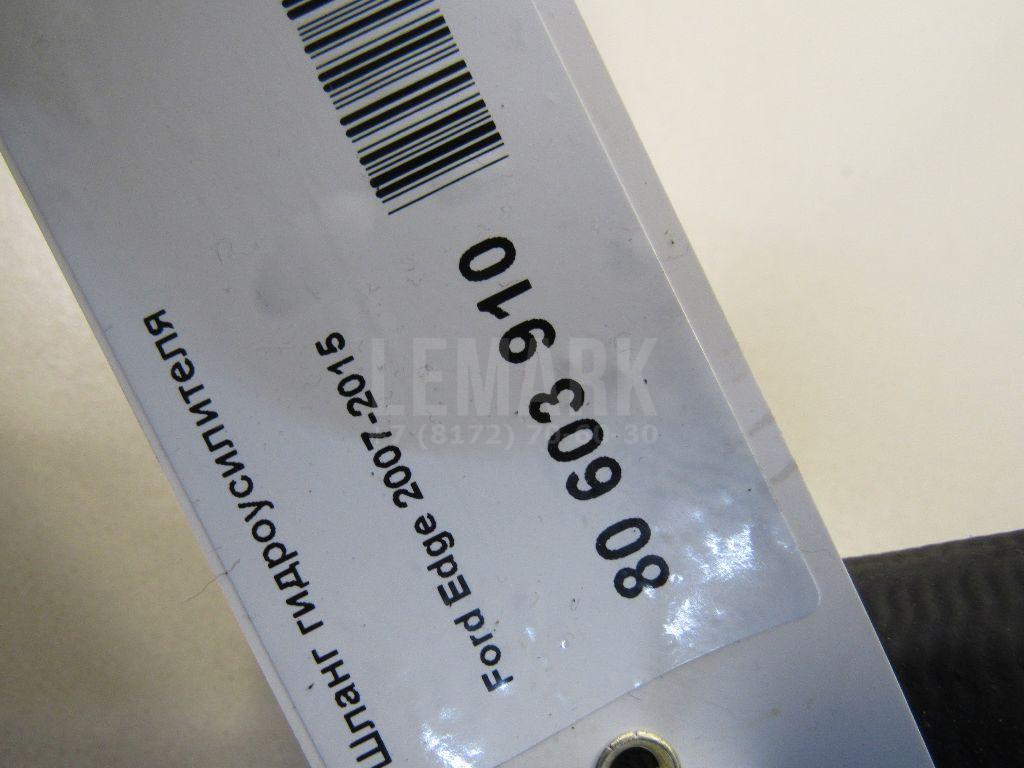 Шланг гидроусилителя
Ford Edge 2007-2015
80 603 910
LEMARK